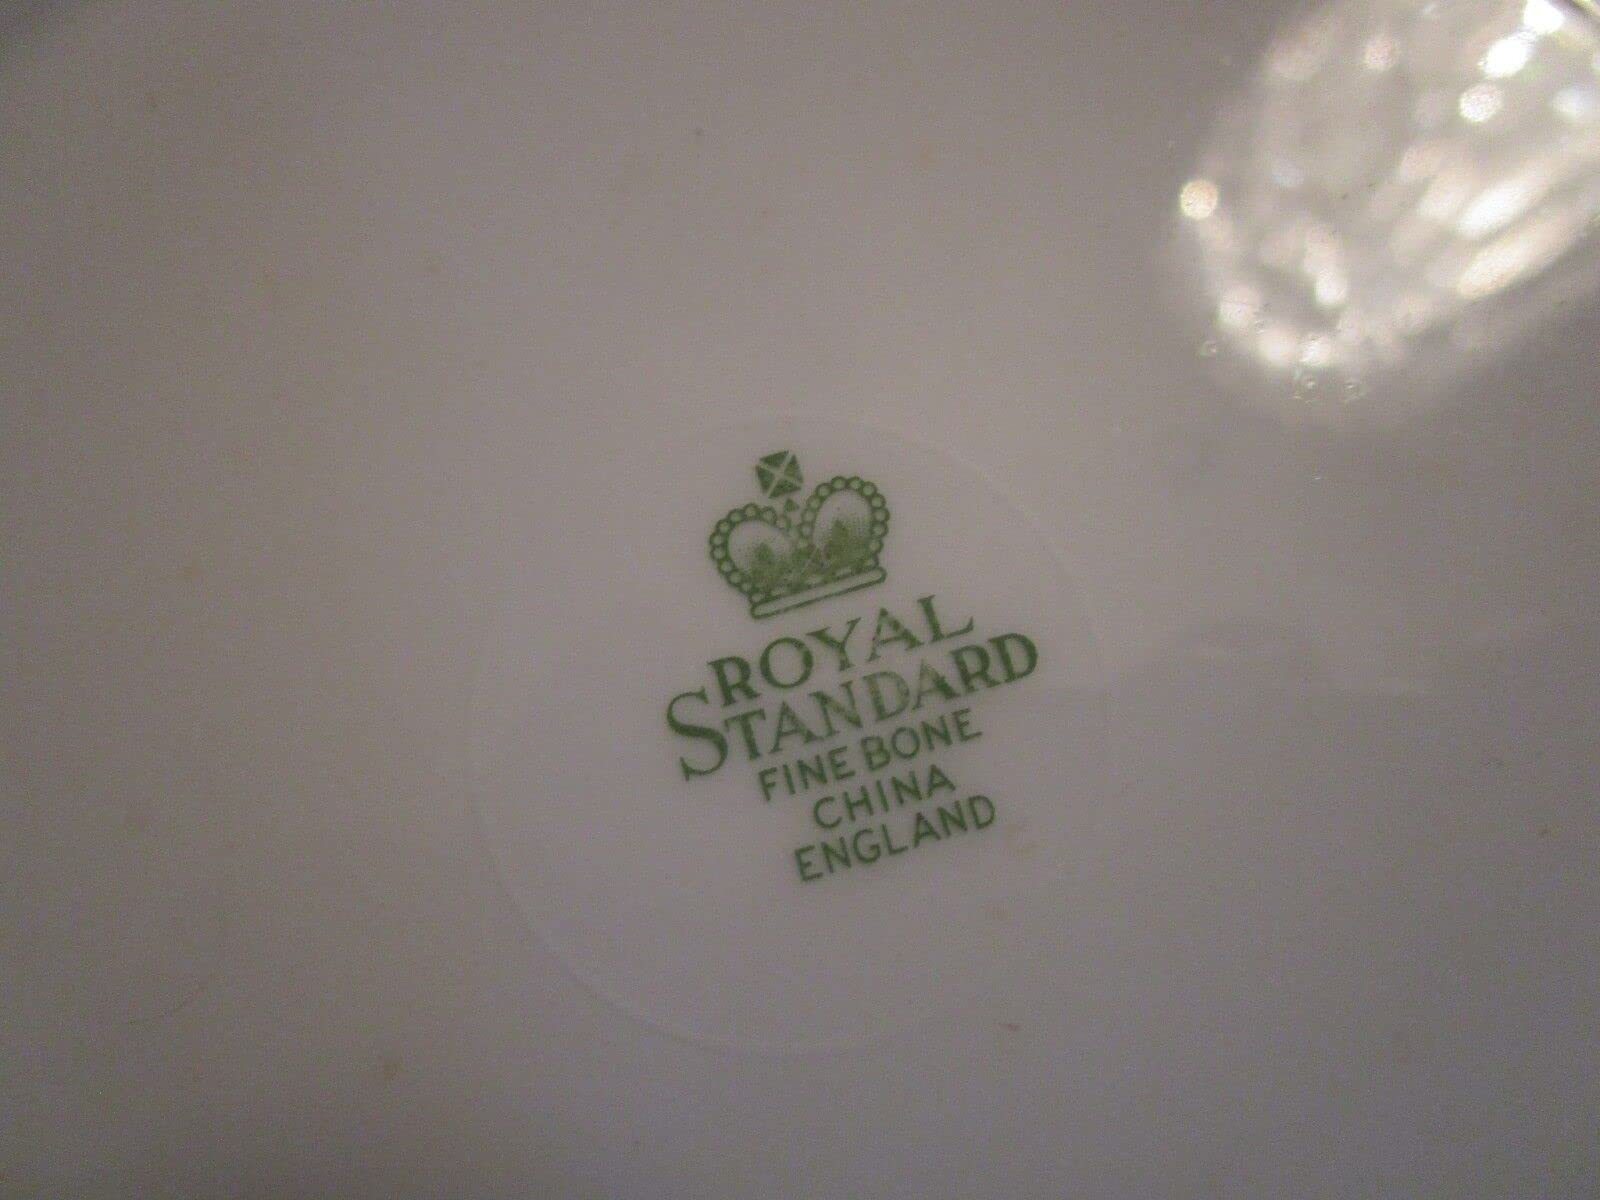 ROYAL
STANDARD
FINE BONE
CHINA
ENGLAND